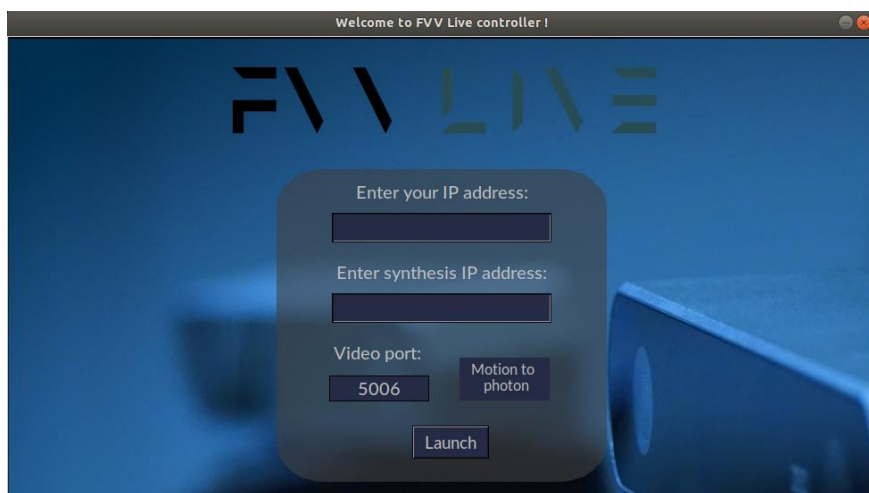 Welcome to FVV Live controller !
FVV LIVE
Enter your IP address:
Enter synthesis IP address:
Video port:
Motion to
photon
5006
Launch